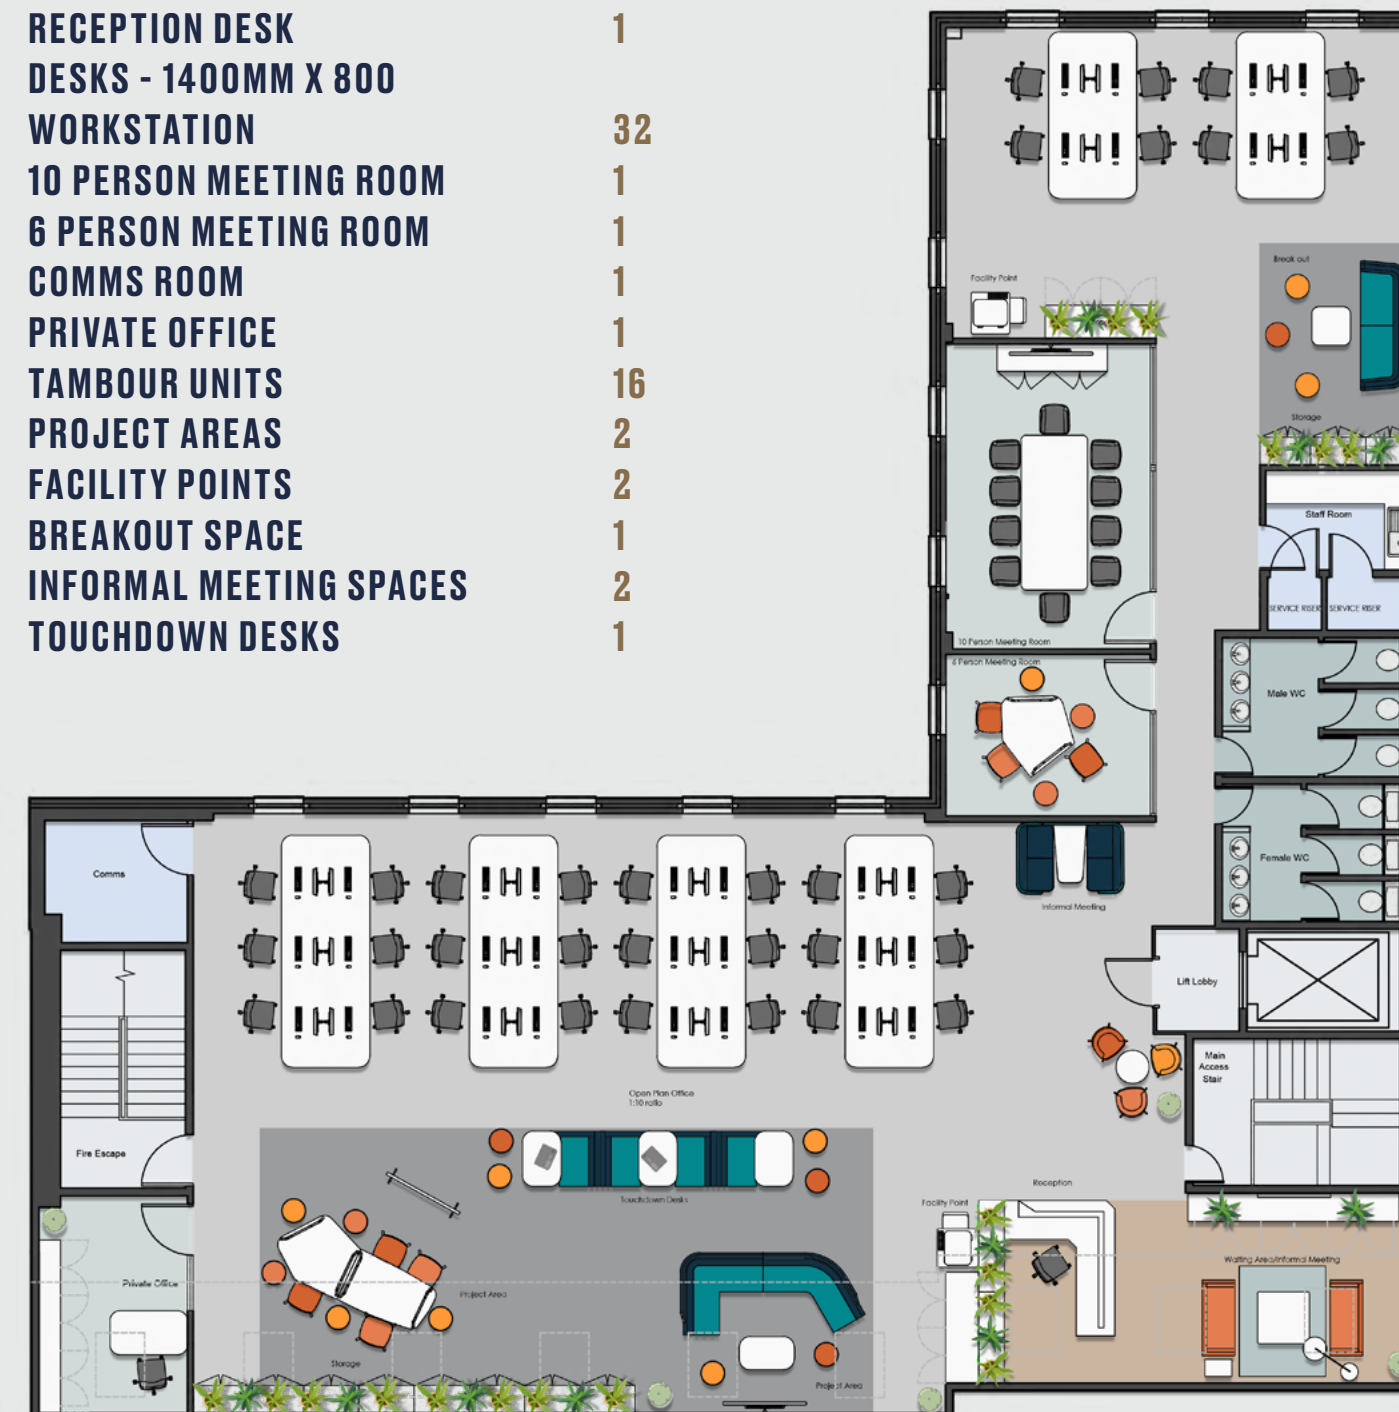 RECEPTION DESK 1
DESKS - 1400MM X 800
WORKSTATION 32
10 PERSON MEETING ROOM 1
6 PERSON MEETING ROOM 1
COMMS ROOM 1
PRIVATE OFFICE 1
TAMBOUR UNITS 16
PROJECT AREAS 2
FACILITY POINTS 2
BREAKOUT SPACE 1
INFORMAL MEETING SPACES 2
TOUCHDOWN DESKS 1
Break out
Facility Point
Storage
Staff Room
SERVICE RISER
SERVICE RISER
10 Person Meeting Room
6 Person Meeting Room
Male WC
Female WC
Comms
Informal Meeting
Lift Lobby
Main
Access
Stair
Open Plan Office
1:10 ratio
Fire Escape
Touchdown Desks
Reception
Facility Point
Waiting Area/Informal Meeting
Private Office
Project Area
Storage
Project Area